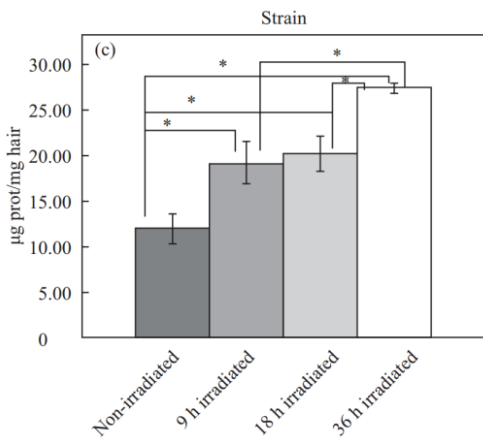 Strain
(c)
µg prot/mg hair
30.00
25.00
20.00
15.00
10.00
5.00
0
*
*
*
*
*
Non-irradiated
9 h irradiated
18 h irradiated
36 h irradiated